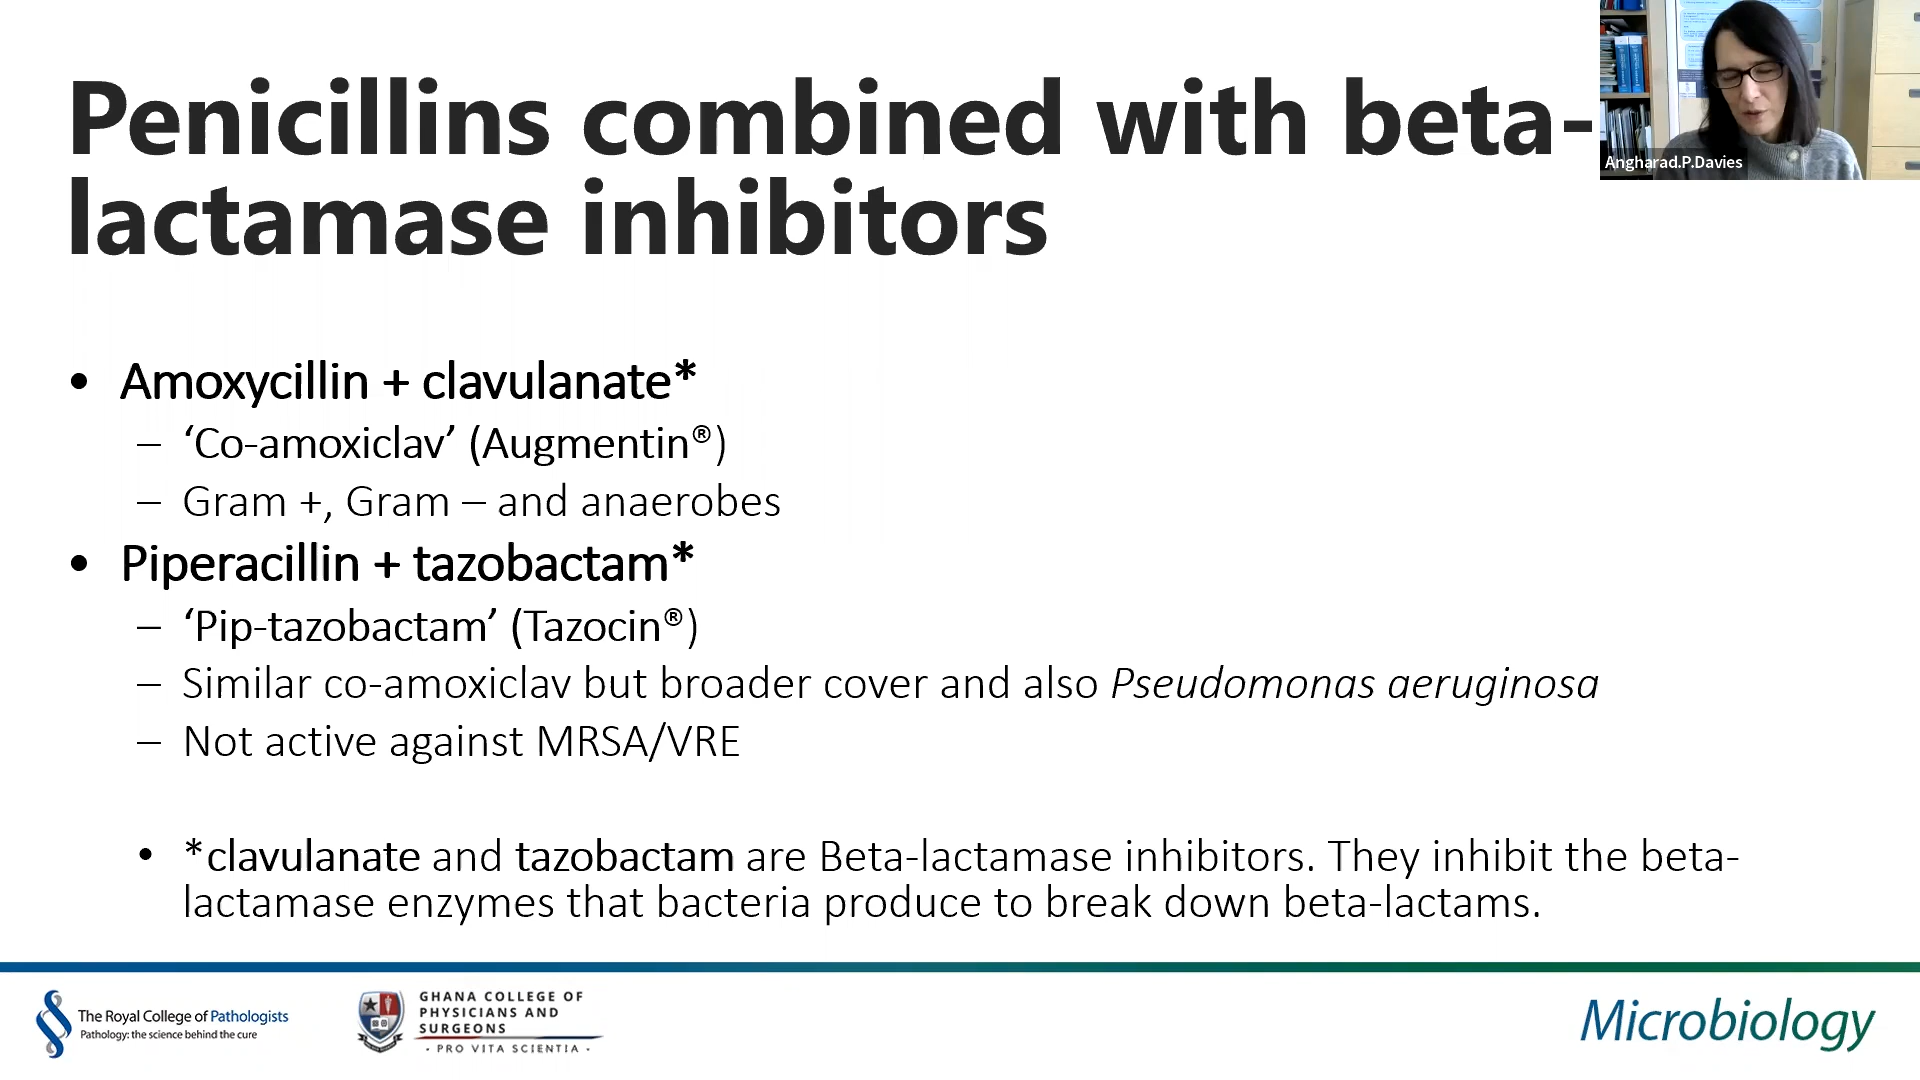 Penicillins combined with beta-
lactamase inhibitors
Angharad.P.Davies
• Amoxycillin + clavulanate*
– ‘Co-amoxiclav’ (Augmentin®)
– Gram +, Gram – and anaerobes
• Piperacillin + tazobactam*
– ‘Pip-tazobactam’ (Tazocin®)
– Similar co-amoxiclav but broader cover and also Pseudomonas aeruginosa
– Not active against MRSA/VRE
• *clavulanate and tazobactam are Beta-lactamase inhibitors. They inhibit the beta-
lactamase enzymes that bacteria produce to break down beta-lactams.
The Royal College of Pathologists
Pathology: the science behind the cure
GHANA COLLEGE OF
PHYSICIANS AND
SURGEONS
- PRO VITA SCIENTIA -
Microbiology